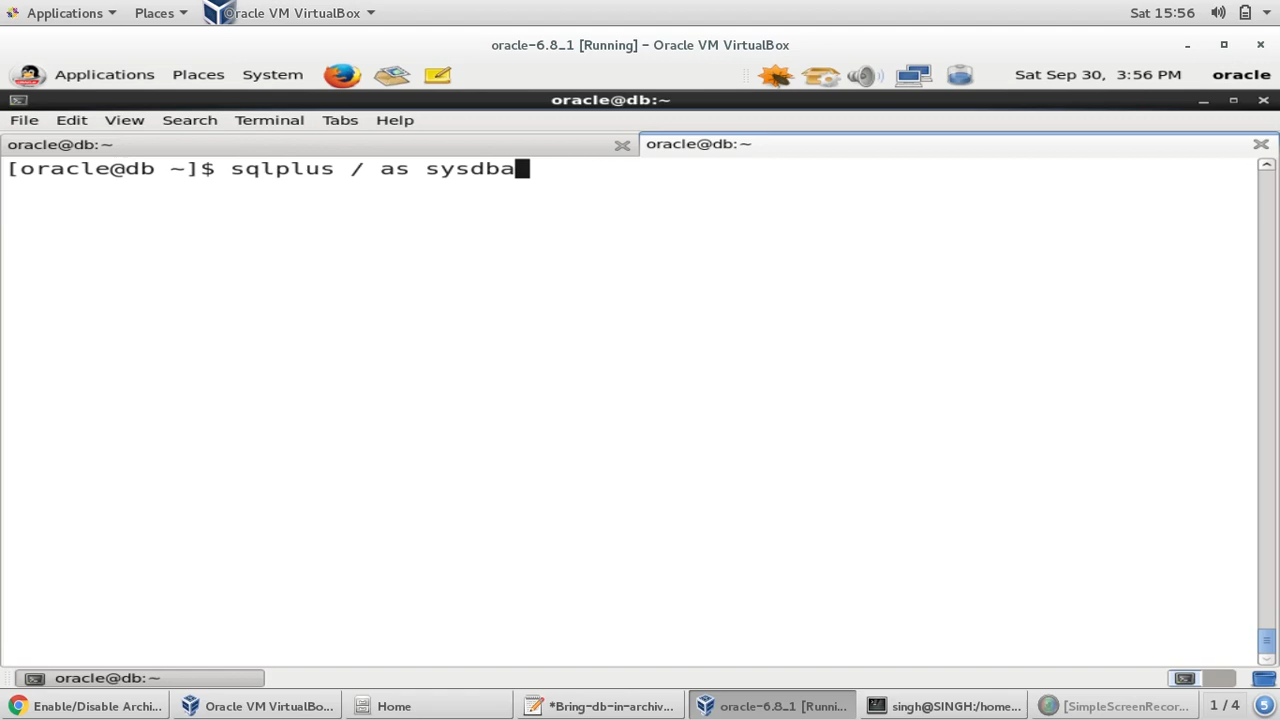 Applications Places Oracle VM VirtualBox Sat 15:56
oracle-6.8_1 [Running] – Oracle VM VirtualBox
Applications Places System Sat Sep 30, 3:56 PM oracle
oracle@db:~
File Edit View Search Terminal Tabs Help
oracle@db:~ oracle@db:~
[oracle@db ~]$ sqlplus / as sysdba
oracle@db:~
Enable/Disable Archi... Oracle VM VirtualBo... Home *Bring-db-in-archiv... oracle-6.8_1 [Runni... singh@SINGH:/home... [SimpleScreenRecor... 1 / 4 5